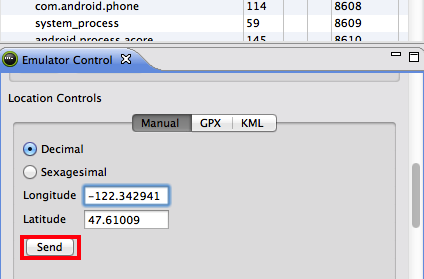 com.android.phone 114 8608
system_process 59 8609
android.process.acore 145 8610
Emulator Control
Location Controls
Manual GPX KML
Decimal
Sexagesimal
Longitude -122.342941
Latitude 47.61009
Send